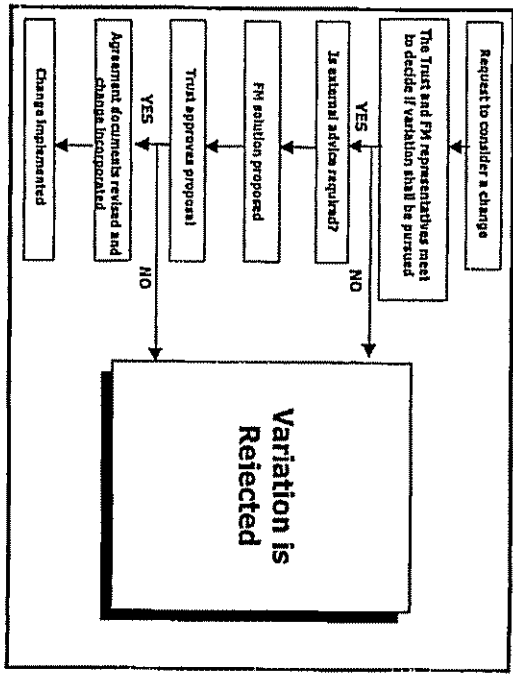 Request to consider a change
The Trust and FM representatives meet
to decide if variation shall be pursued
YES
NO
Is external advice required?
FM solution proposed
Trust approves proposal
YES
NO
Agreement documents revised and
change incorporated
Change implemented
Variation is
Rejected